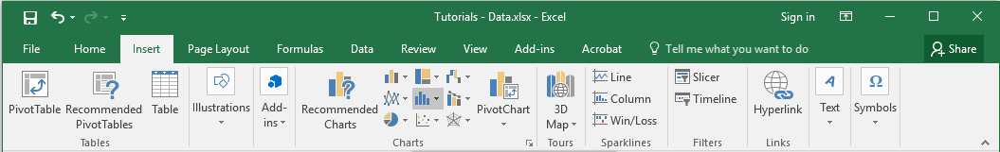 Tutorials - Data.xlsx - Excel
Sign in
File Home Insert Page Layout Formulas Data Review View Add-ins Acrobat Tell me what you want to do Share
PivotTable
Recommended
PivotTables
Table
Illustrations
Add-
ins
Recommended
Charts
PivotChart
3D
Map
Line
Column
Win/Loss
Slicer
Timeline
Hyperlink
Text
Symbols
Tables
Charts
Tours
Sparklines
Filters
Links